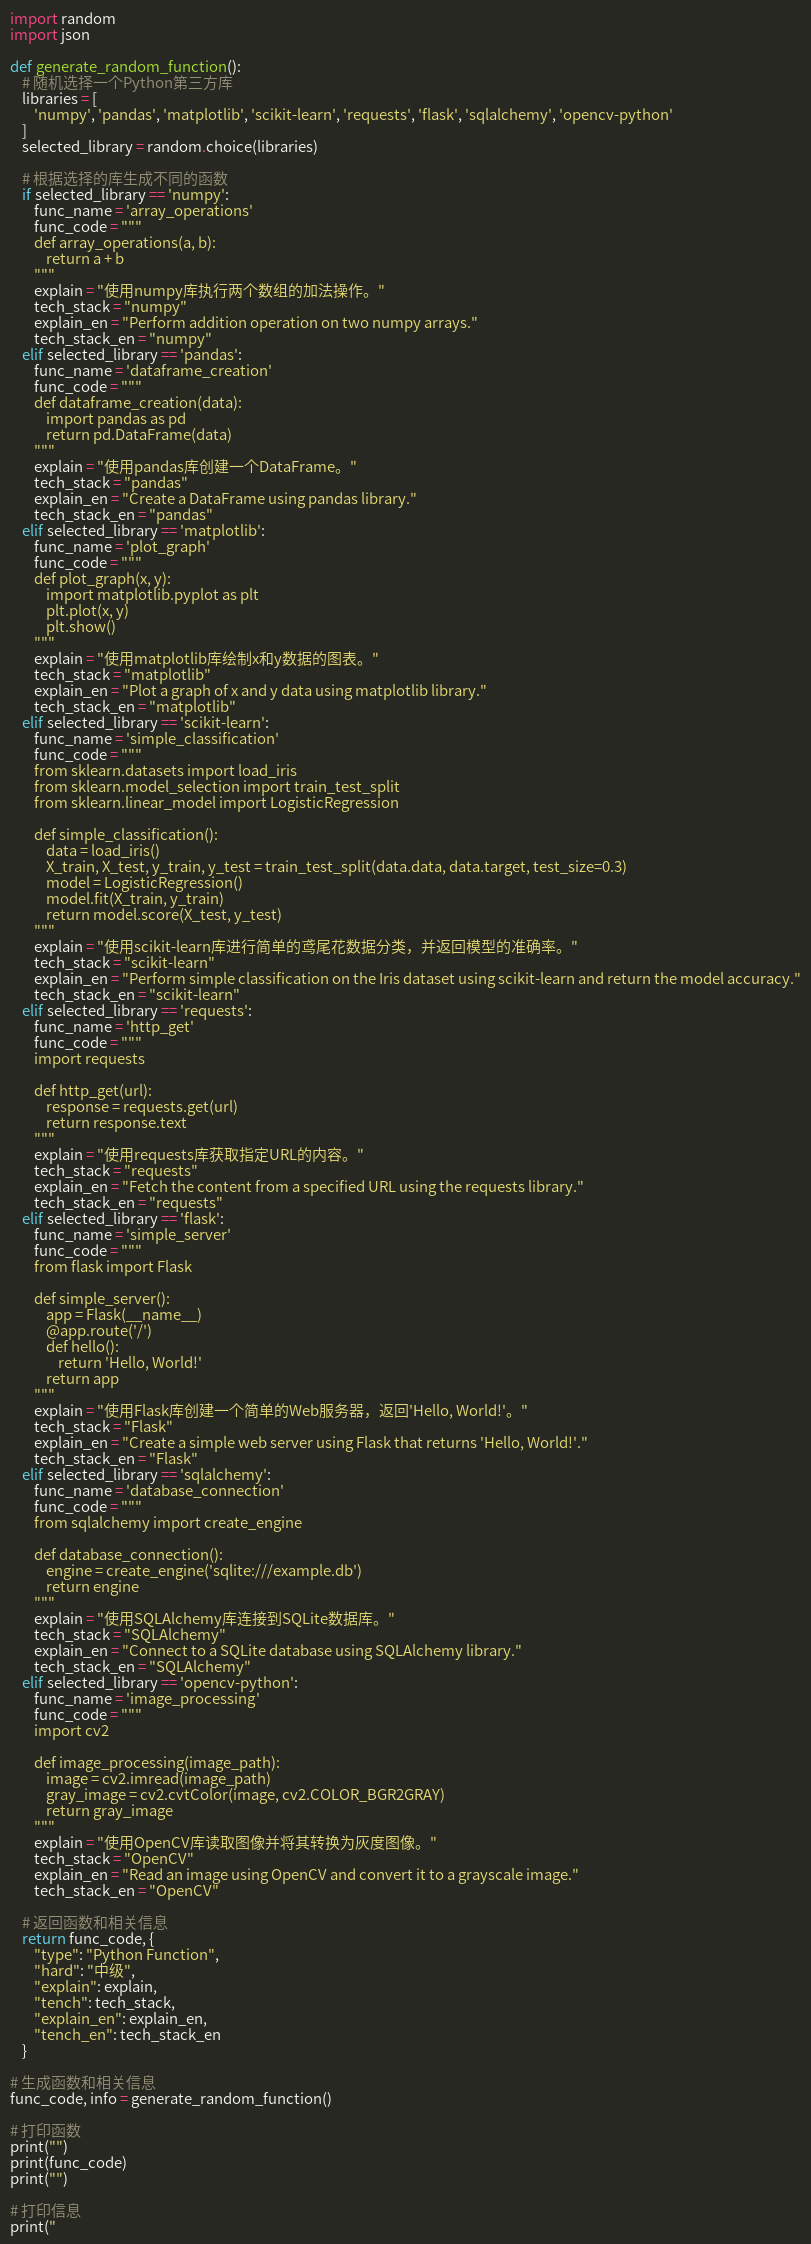 import random
import json

def generate_random_function():
    # 随机选择一个Python第三方库
    libraries = [
        'numpy', 'pandas', 'matplotlib', 'scikit-learn', 'requests', 'flask', 'sqlalchemy', 'opencv-python'
    ]
    selected_library = random.choice(libraries)

    # 根据选择的库生成不同的函数
    if selected_library == 'numpy':
        func_name = 'array_operations'
        func_code = """
        def array_operations(a, b):
            return a + b
        """
        explain = "使用numpy库执行两个数组的加法操作。"
        tech_stack = "numpy"
        explain_en = "Perform addition operation on two numpy arrays."
        tech_stack_en = "numpy"
    elif selected_library == 'pandas':
        func_name = 'dataframe_creation'
        func_code = """
        def dataframe_creation(data):
            import pandas as pd
            return pd.DataFrame(data)
        """
        explain = "使用pandas库创建一个DataFrame。"
        tech_stack = "pandas"
        explain_en = "Create a DataFrame using pandas library."
        tech_stack_en = "pandas"
    elif selected_library == 'matplotlib':
        func_name = 'plot_graph'
        func_code = """
        def plot_graph(x, y):
            import matplotlib.pyplot as plt
            plt.plot(x, y)
            plt.show()
        """
        explain = "使用matplotlib库绘制x和y数据的图表。"
        tech_stack = "matplotlib"
        explain_en = "Plot a graph of x and y data using matplotlib library."
        tech_stack_en = "matplotlib"
    elif selected_library == 'scikit-learn':
        func_name = 'simple_classification'
        func_code = """
        from sklearn.datasets import load_iris
        from sklearn.model_selection import train_test_split
        from sklearn.linear_model import LogisticRegression

        def simple_classification():
            data = load_iris()
            X_train, X_test, y_train, y_test = train_test_split(data.data, data.target, test_size=0.3)
            model = LogisticRegression()
            model.fit(X_train, y_train)
            return model.score(X_test, y_test)
        """
        explain = "使用scikit-learn库进行简单的鸢尾花数据分类，并返回模型的准确率。"
        tech_stack = "scikit-learn"
        explain_en = "Perform simple classification on the Iris dataset using scikit-learn and return the model accuracy."
        tech_stack_en = "scikit-learn"
    elif selected_library == 'requests':
        func_name = 'http_get'
        func_code = """
        import requests

        def http_get(url):
            response = requests.get(url)
            return response.text
        """
        explain = "使用requests库获取指定URL的内容。"
        tech_stack = "requests"
        explain_en = "Fetch the content from a specified URL using the requests library."
        tech_stack_en = "requests"
    elif selected_library == 'flask':
        func_name = 'simple_server'
        func_code = """
        from flask import Flask

        def simple_server():
            app = Flask(__name__)
            @app.route('/')
            def hello():
                return 'Hello, World!'
            return app
        """
        explain = "使用Flask库创建一个简单的Web服务器，返回'Hello, World!'。"
        tech_stack = "Flask"
        explain_en = "Create a simple web server using Flask that returns 'Hello, World!'."
        tech_stack_en = "Flask"
    elif selected_library == 'sqlalchemy':
        func_name = 'database_connection'
        func_code = """
        from sqlalchemy import create_engine

        def database_connection():
            engine = create_engine('sqlite:///example.db')
            return engine
        """
        explain = "使用SQLAlchemy库连接到SQLite数据库。"
        tech_stack = "SQLAlchemy"
        explain_en = "Connect to a SQLite database using SQLAlchemy library."
        tech_stack_en = "SQLAlchemy"
    elif selected_library == 'opencv-python':
        func_name = 'image_processing'
        func_code = """
        import cv2

        def image_processing(image_path):
            image = cv2.imread(image_path)
            gray_image = cv2.cvtColor(image, cv2.COLOR_BGR2GRAY)
            return gray_image
        """
        explain = "使用OpenCV库读取图像并将其转换为灰度图像。"
        tech_stack = "OpenCV"
        explain_en = "Read an image using OpenCV and convert it to a grayscale image."
        tech_stack_en = "OpenCV"

    # 返回函数和相关信息
    return func_code, {
        "type": "Python Function",
        "hard": "中级",
        "explain": explain,
        "tench": tech_stack,
        "explain_en": explain_en,
        "tench_en": tech_stack_en
    }

# 生成函数和相关信息
func_code, info = generate_random_function()

# 打印函数
print("")
print(func_code)
print("")

# 打印信息
print("